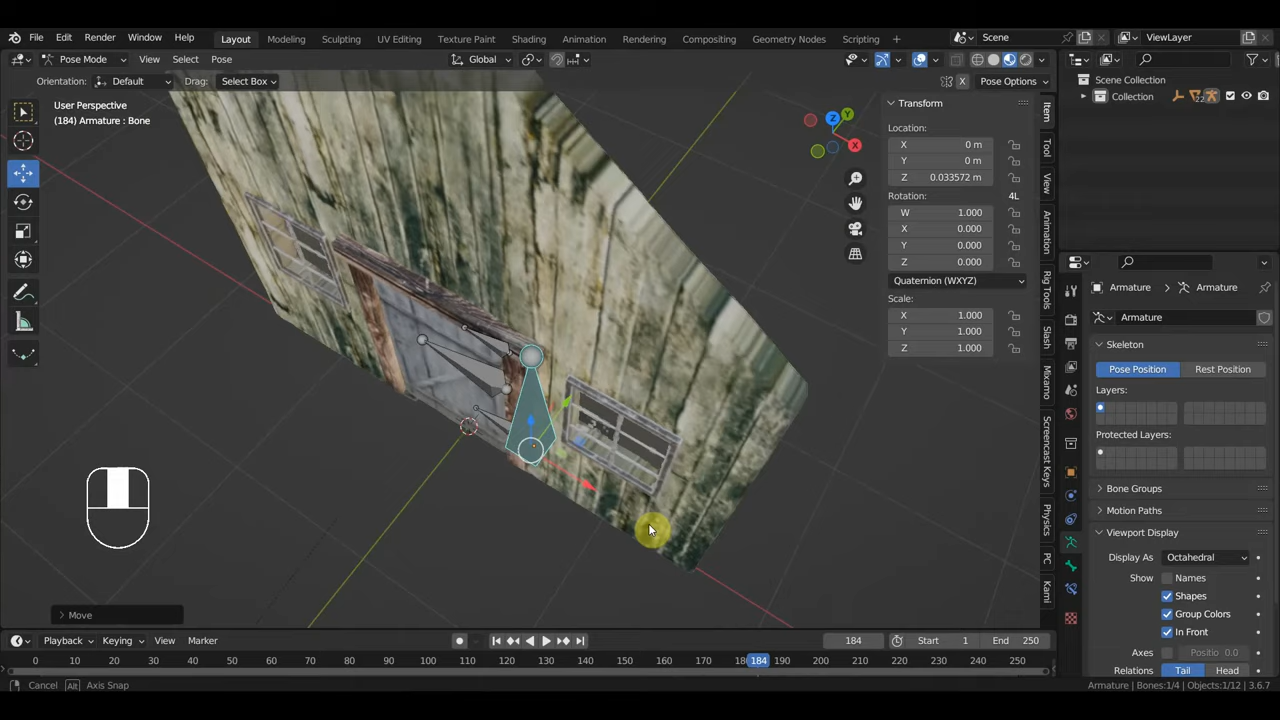 File Edit Render Window Help Layout Modeling Sculpting UV Editing Texture Paint Shading Animation Rendering Compositing Geometry Nodes Scripting + Scene ViewLayer
Pose Mode View Select Pose Global
Orientation: Default Drag: Select Box X Pose Options
Scene Collection
Collection 22
User Perspective
(184) Armature : Bone
Transform
Location:
X 0 m
Y 0 m
Z 0.033572 m
Rotation: 4L
W 1.000
X 0.000
Y 0.000
Z 0.000
Quaternion (WXYZ)
Scale:
X 1.000
Y 1.000
Z 1.000
Z
Y
X
Item
Tool
View
Animation
Rig Tools
Slash
Mixamo
Screencast Keys
Physics
PC
Kami
Armature > Armature
Armature
Skeleton
Pose Position Rest Position
Layers:
Protected Layers:
Bone Groups
Motion Paths
Viewport Display
Display As Octahedral
Show Names
Shapes
Group Colors
In Front
Axes Positio 0.0
Relations Tail Head
> Move
Playback Keying View Marker 184 Start 1 End 250
0 10 20 30 40 50 60 70 80 90 100 110 120 130 140 150 160 170 184 190 200 210 220 230 240 250
Cancel Alt Axis Snap Armature | Bones:1/4 | Objects:1/12 | 3.6.7